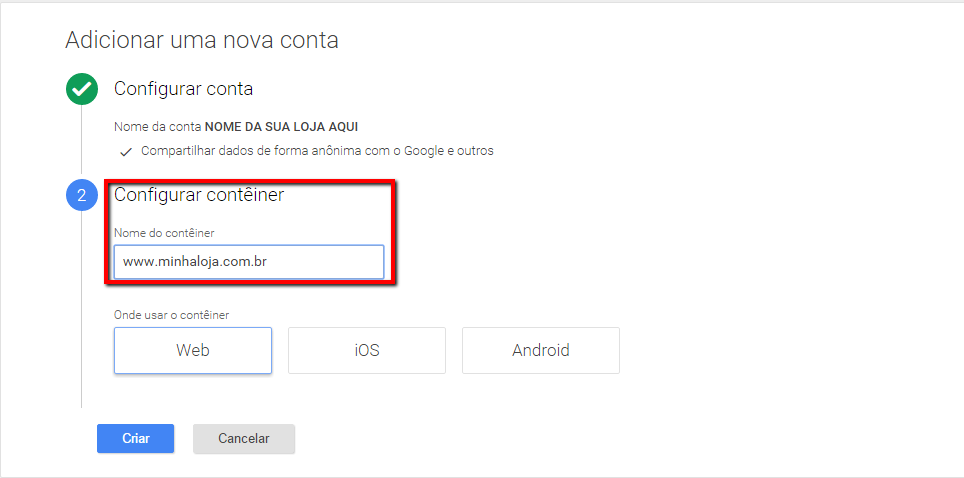 Adicionar uma nova conta
Configurar conta
Nome da conta NOME DA SUA LOJA AQUI
Compartilhar dados de forma anônima com o Google e outros
2
Configurar contêiner
Nome do contêiner
www.minhaloja.com.br
Onde usar o contêiner
Web iOS Android
Criar Cancelar